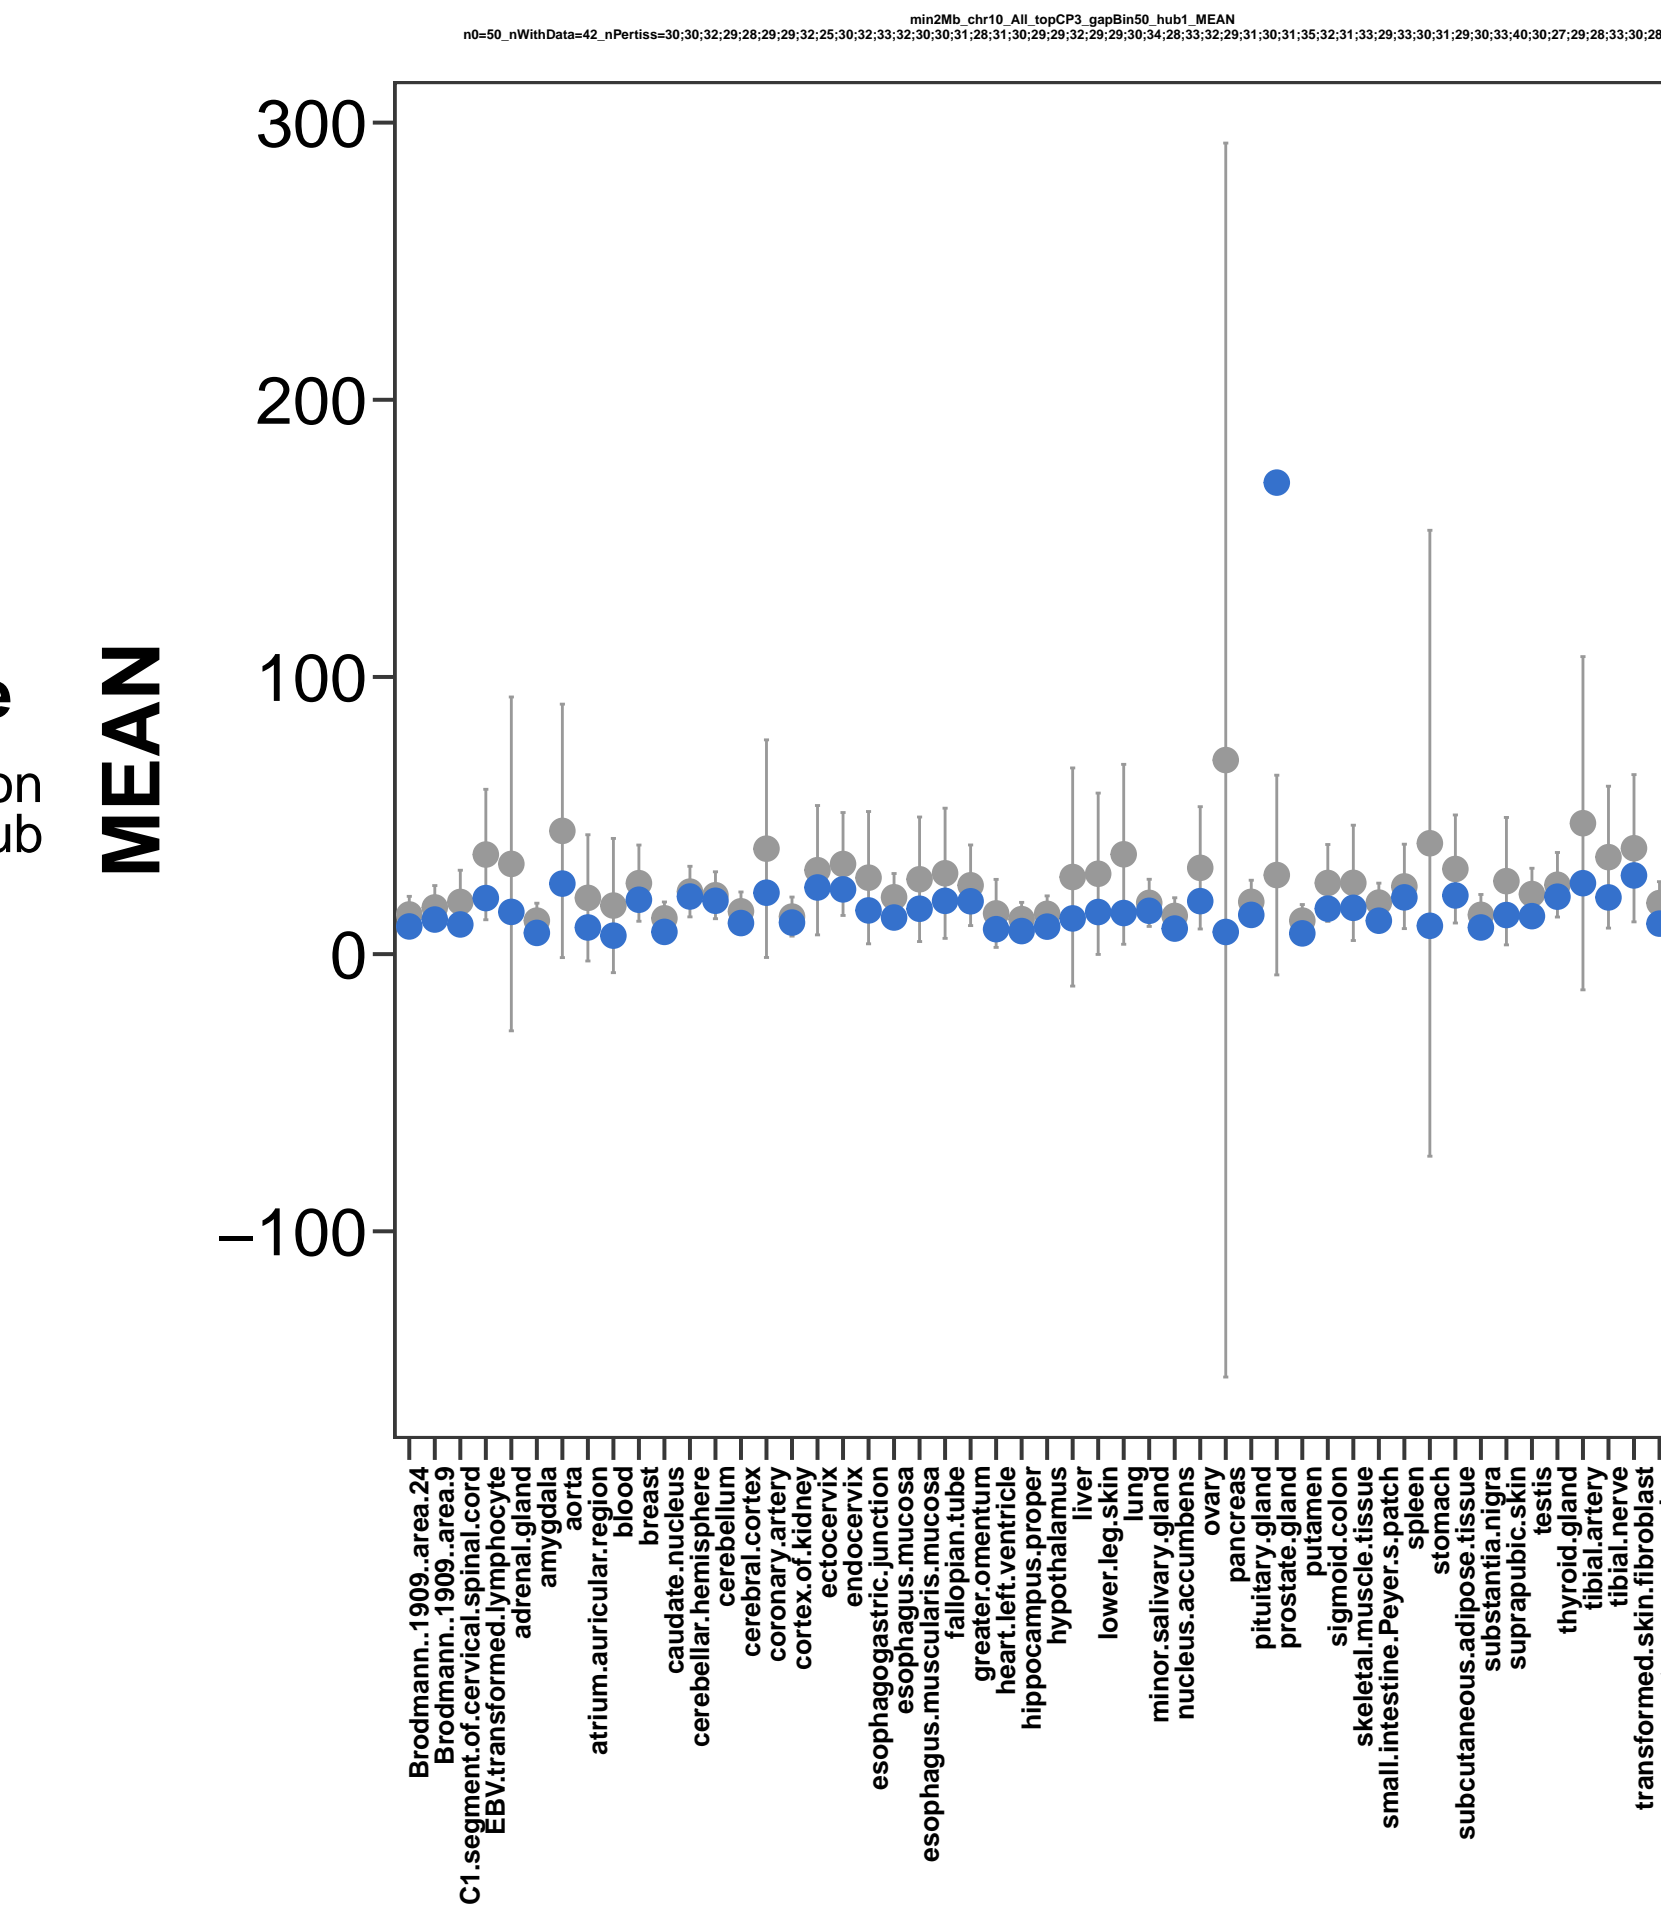 min2Mb_chr10_All_topCP3_gapBin50_hub1_MEAN
n0=50_nWithData=42_nPertiss=30;30;32;29;28;29;29;32;25;30;32;33;32;30;30;31;28;31;30;29;29;32;29;29;30;34;28;33;32;29;31;30;31;35;32;31;33;29;33;30;31;29;30;33;40;30;27;29;28;33;30;28
on
ub
MEAN
300
200
100
0
−100
Brodmann..1909..area.24
Brodmann..1909..area.9
C1.segment.of.cervical.spinal.cord
EBV.transformed.lymphocyte
adrenal.gland
amygdala
aorta
atrium.auricular.region
blood
breast
caudate.nucleus
cerebellar.hemisphere
cerebellum
cerebral.cortex
coronary.artery
cortex.of.kidney
ectocervix
endocervix
esophagogastric.junction
esophagus.mucosa
esophagus.muscularis.mucosa
fallopian.tube
greater.omentum
heart.left.ventricle
hippocampus.proper
hypothalamus
liver
lower.leg.skin
lung
minor.salivary.gland
nucleus.accumbens
ovary
pancreas
pituitary.gland
prostate.gland
putamen
sigmoid.colon
skeletal.muscle.tissue
small.intestine.Peyer.s.patch
spleen
stomach
subcutaneous.adipose.tissue
substantia.nigra
suprapubic.skin
testis
thyroid.gland
tibial.artery
tibial.nerve
transformed.skin.fibroblast